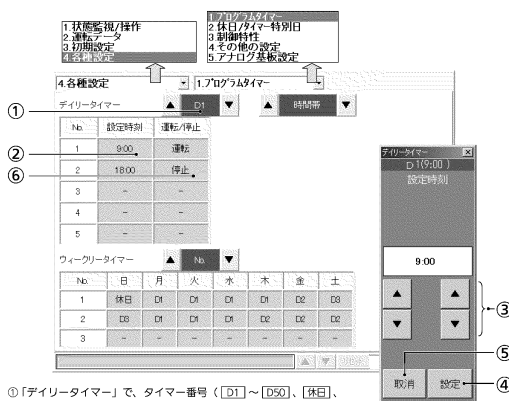 1.状態監視/操作
2.運転データ
3.初期設定
4.各種設定
1.プログラムタイマー
2 休日/タイマー特別日
3.制御特性
4.その他の設定
5.アナログ基板設定
4.各種設定
1.プログラムタイマー
① デイリータイマー ▲ D1 ▼ ▲ 時間帯 ▼
No. 設定時刻 運転/停止
② 1 9:00 運転
⑥ 2 18:00 停止
3 - -
4 - -
5 - -
ウィークリータイマー ▲ No. ▼
No. 日 月 火 水 木 金 土
1 休日 D1 D1 D1 D1 D2 D3
2 D3 D1 D1 D1 D2 D2 D2
3 - - - - - - -
デイリータイマー ×
D1(9:00 )
設定時刻
9:00
▲ ▲
▼ ▼
③
取消 設定
⑤
④
①「デイリータイマー」で、タイマー番号（ D1 ～ D50 、 休日 、